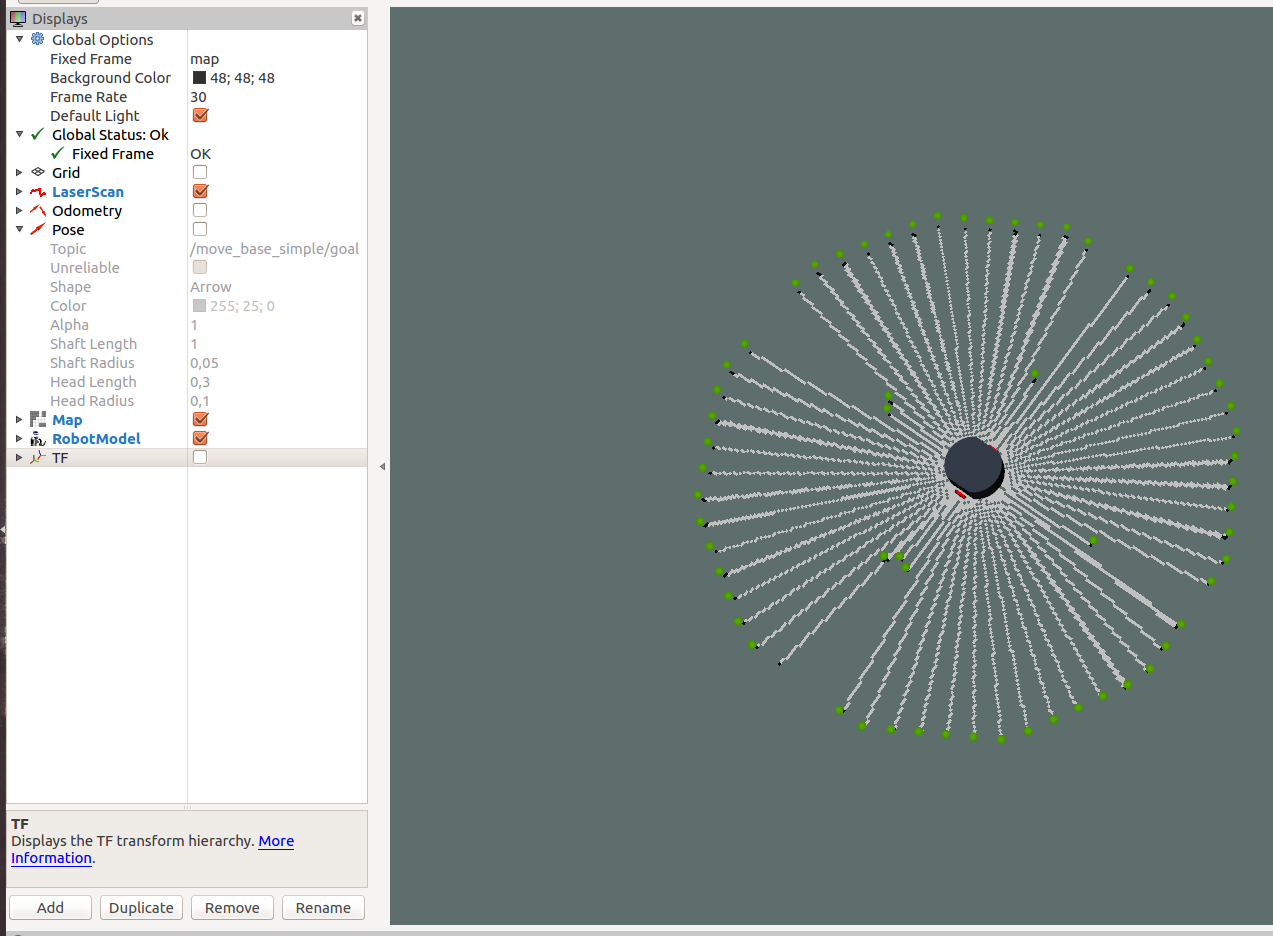 Displays
Global Options
Fixed Frame map
Background Color 48; 48; 48
Frame Rate 30
Default Light
Global Status: Ok
Fixed Frame OK
Grid
LaserScan
Odometry
Pose
Topic /move_base_simple/goal
Unreliable
Shape Arrow
Color 255; 25; 0
Alpha 1
Shaft Length 1
Shaft Radius 0,05
Head Length 0,3
Head Radius 0,1
Map
RobotModel
TF
TF
Displays the TF transform hierarchy. More
Information.
Add Duplicate Remove Rename